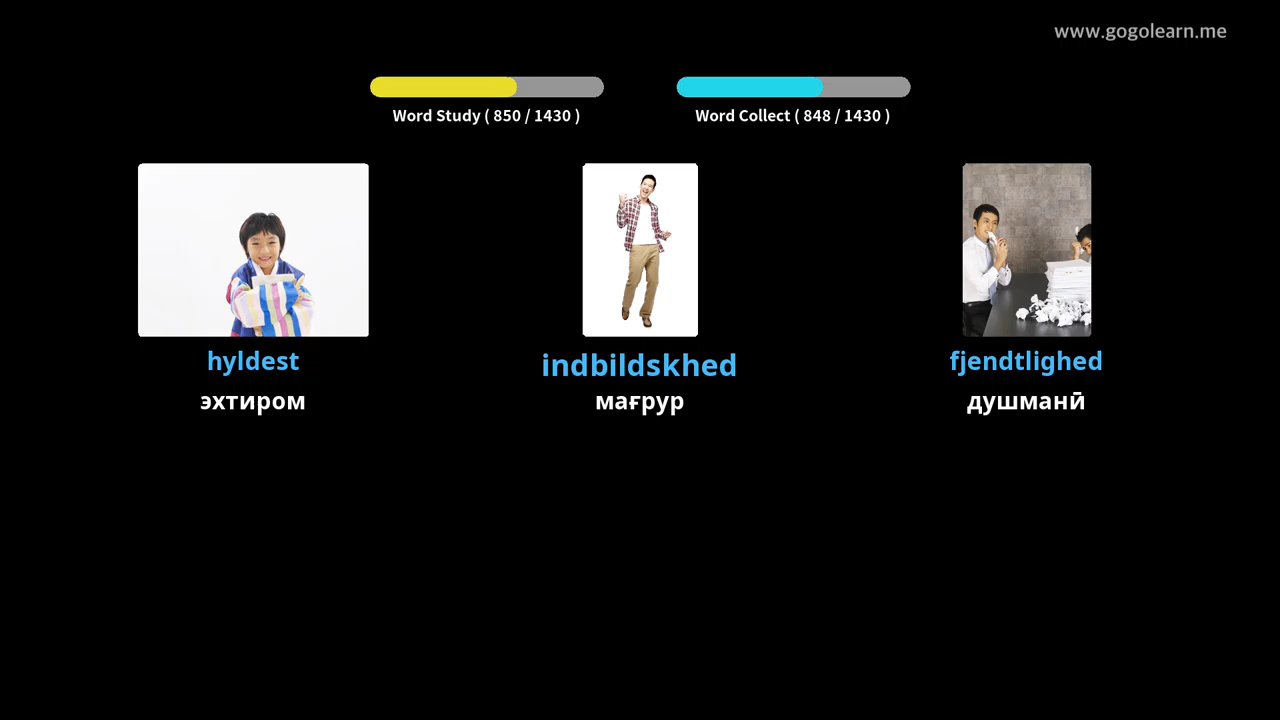 www.gogolearn.me
Word Study ( 850 / 1430 )
Word Collect ( 848 / 1430 )
hyldest
indbildskhed
fjendtlighed
эхтиром
мағрур
душманӣ